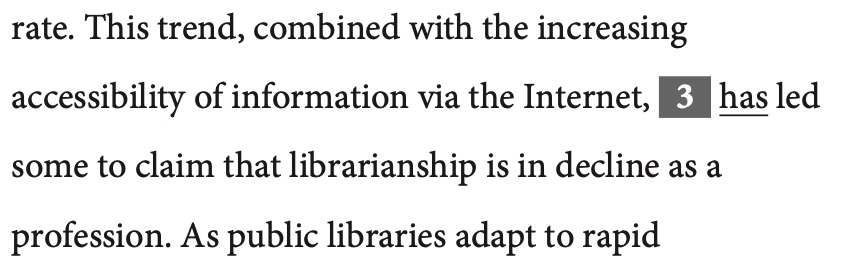 rate. This trend, combined with the increasing
accessibility of information via the Internet, 3 has led
some to claim that librarianship is in decline as a
profession. As public libraries adapt to rapid